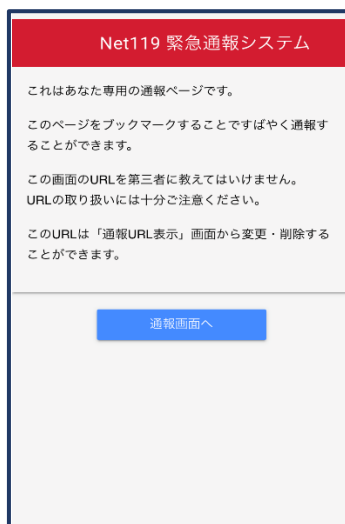 Net119 緊急通報システム
これはあなた専用の通報ページです。
このページをブックマークすることですばやく通報す
ることができます。
この画面のURLを第三者に教えてはいけません。
URLの取り扱いには十分ご注意ください。
このURLは「通報URL表示」画面から変更・削除する
ことができます。
通報画面へ